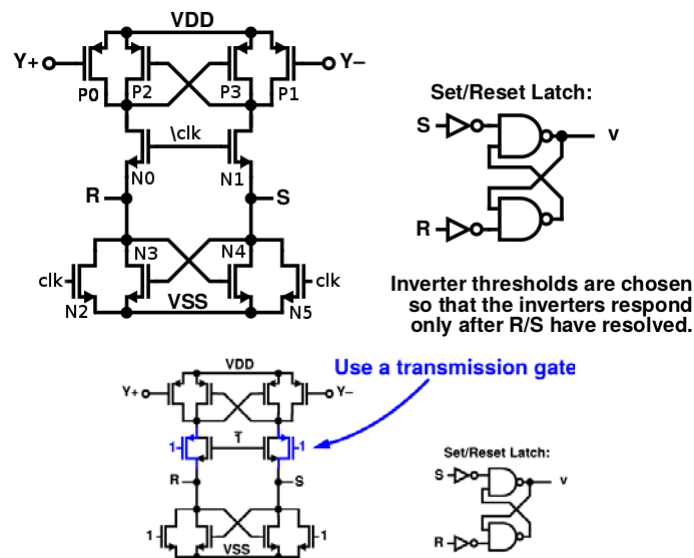 VDD
Y+
Y−
P0
P2
P3
P1
\clk
N0
N1
R
S
N3
N4
clk
clk
N2
VSS
N5
Set/Reset Latch:
S
v
R
Inverter thresholds are chosen
so that the inverters respond
only after R/S have resolved.
Use a transmission gate
VDD
Y+
Y−
1
T
1
R
S
1
1
VSS
Set/Reset Latch:
S
v
R